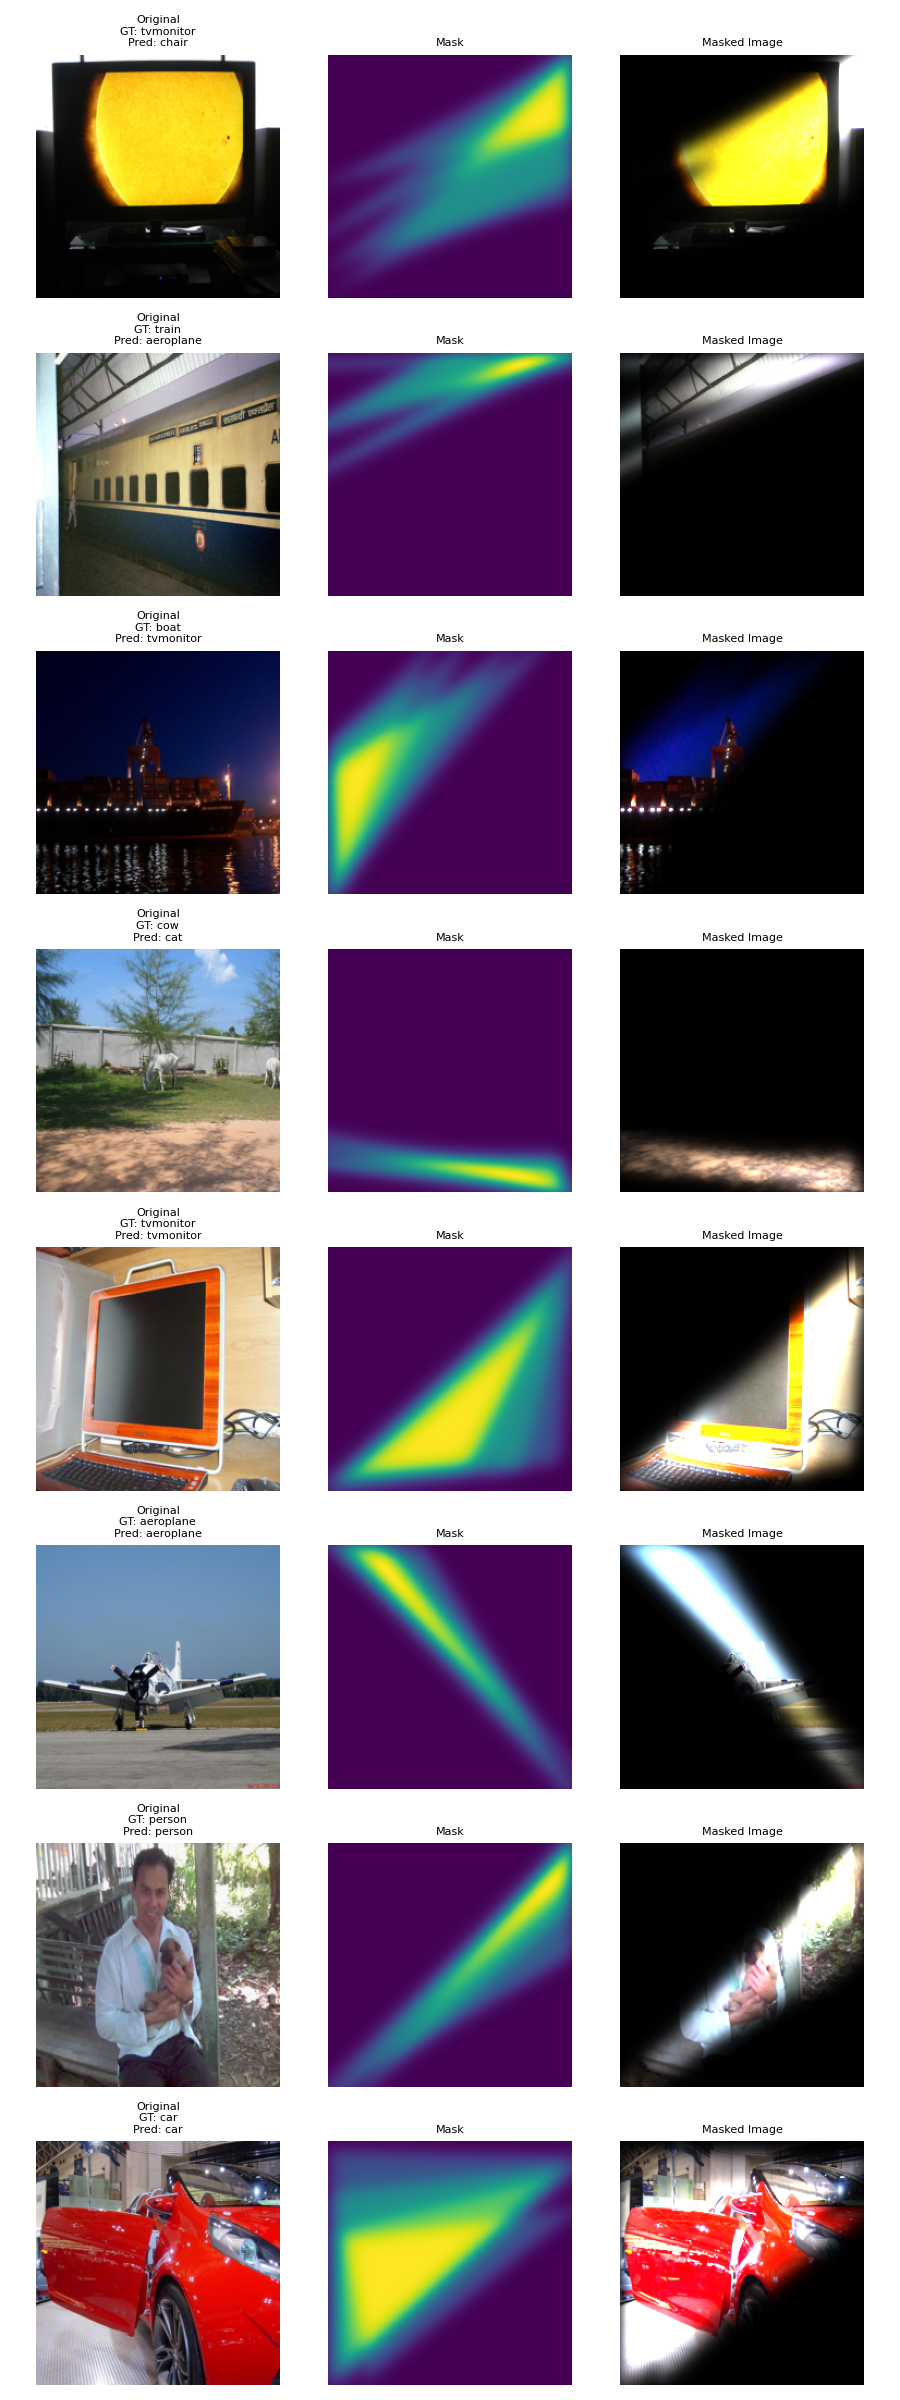 Original
GT: tvmonitor
Pred: chair
Mask
Masked Image
Original
GT: train
Pred: aeroplane
Mask
Masked Image
Original
GT: boat
Pred: tvmonitor
Mask
Masked Image
Original
GT: cow
Pred: cat
Mask
Masked Image
Original
GT: tvmonitor
Pred: tvmonitor
Mask
Masked Image
Original
GT: aeroplane
Pred: aeroplane
Mask
Masked Image
Original
GT: person
Pred: person
Mask
Masked Image
Original
GT: car
Pred: car
Mask
Masked Image